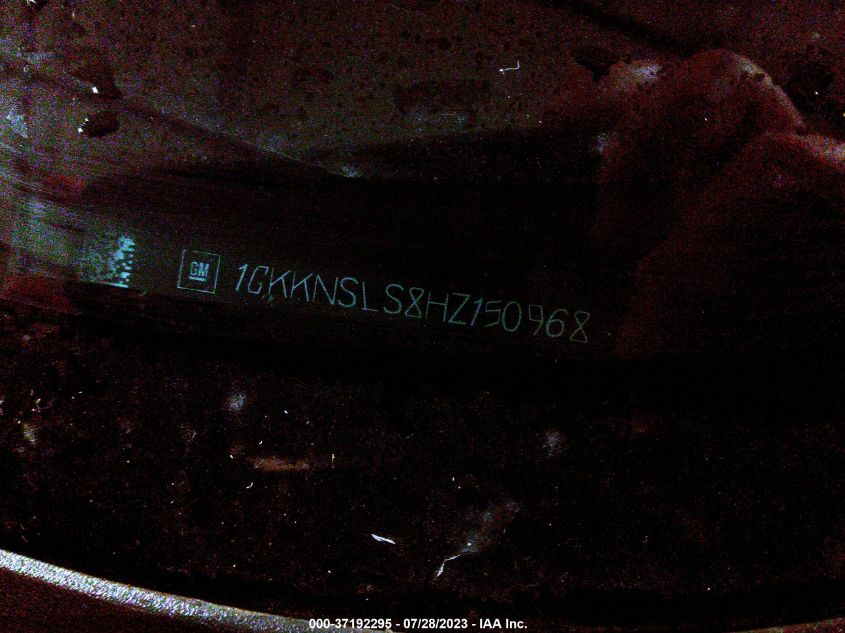 GM 1GKKNSLS8HZ150968
000-37192295 - 07/28/2023 - IAA Inc.